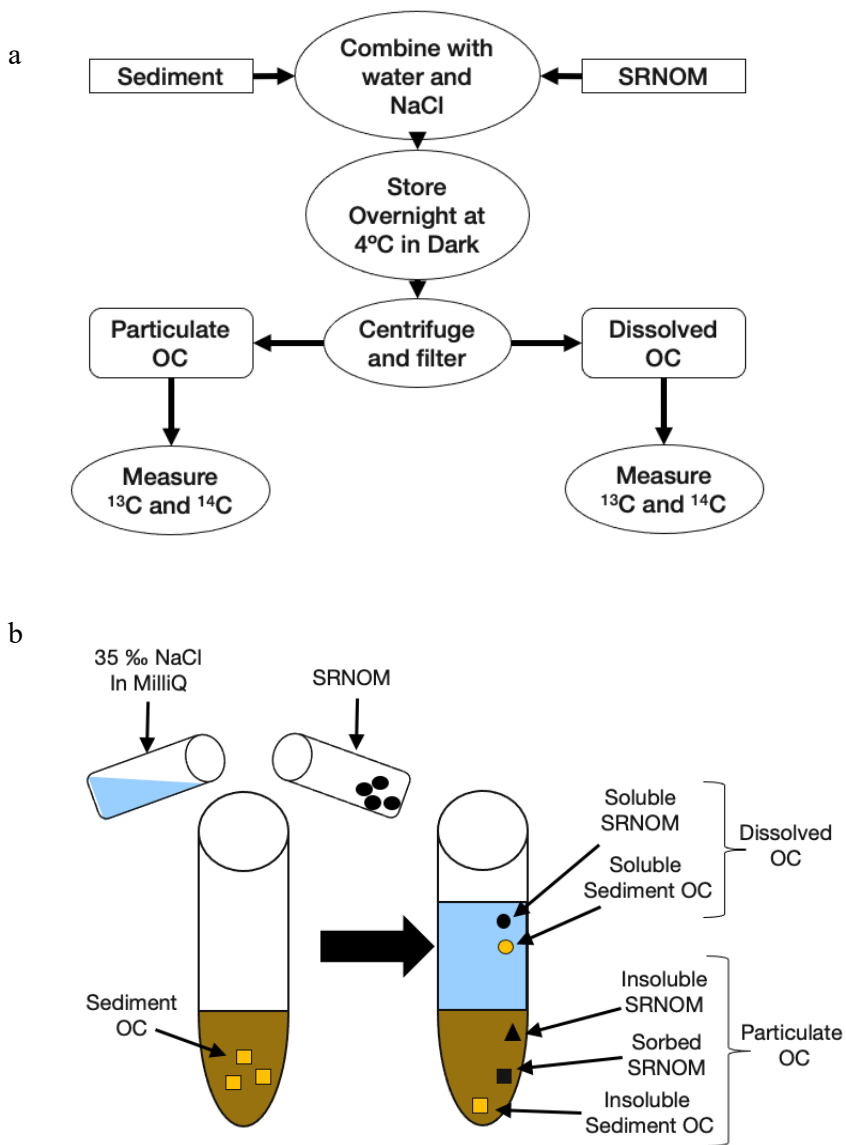 a
Combine with
water and
NaCl
Sediment
SRNOM
Store
Overnight at
4ºC in Dark
Particulate
OC
Centrifuge
and filter
Dissolved
OC
Measure
¹³C and ¹⁴C
Measure
¹³C and ¹⁴C
b
35 ‰ NaCl
In MilliQ
SRNOM
Soluble
SRNOM
Dissolved
OC
Soluble
Sediment OC
Sediment
OC
Insoluble
SRNOM
Sorbed
SRNOM
Particulate
OC
Insoluble
Sediment OC